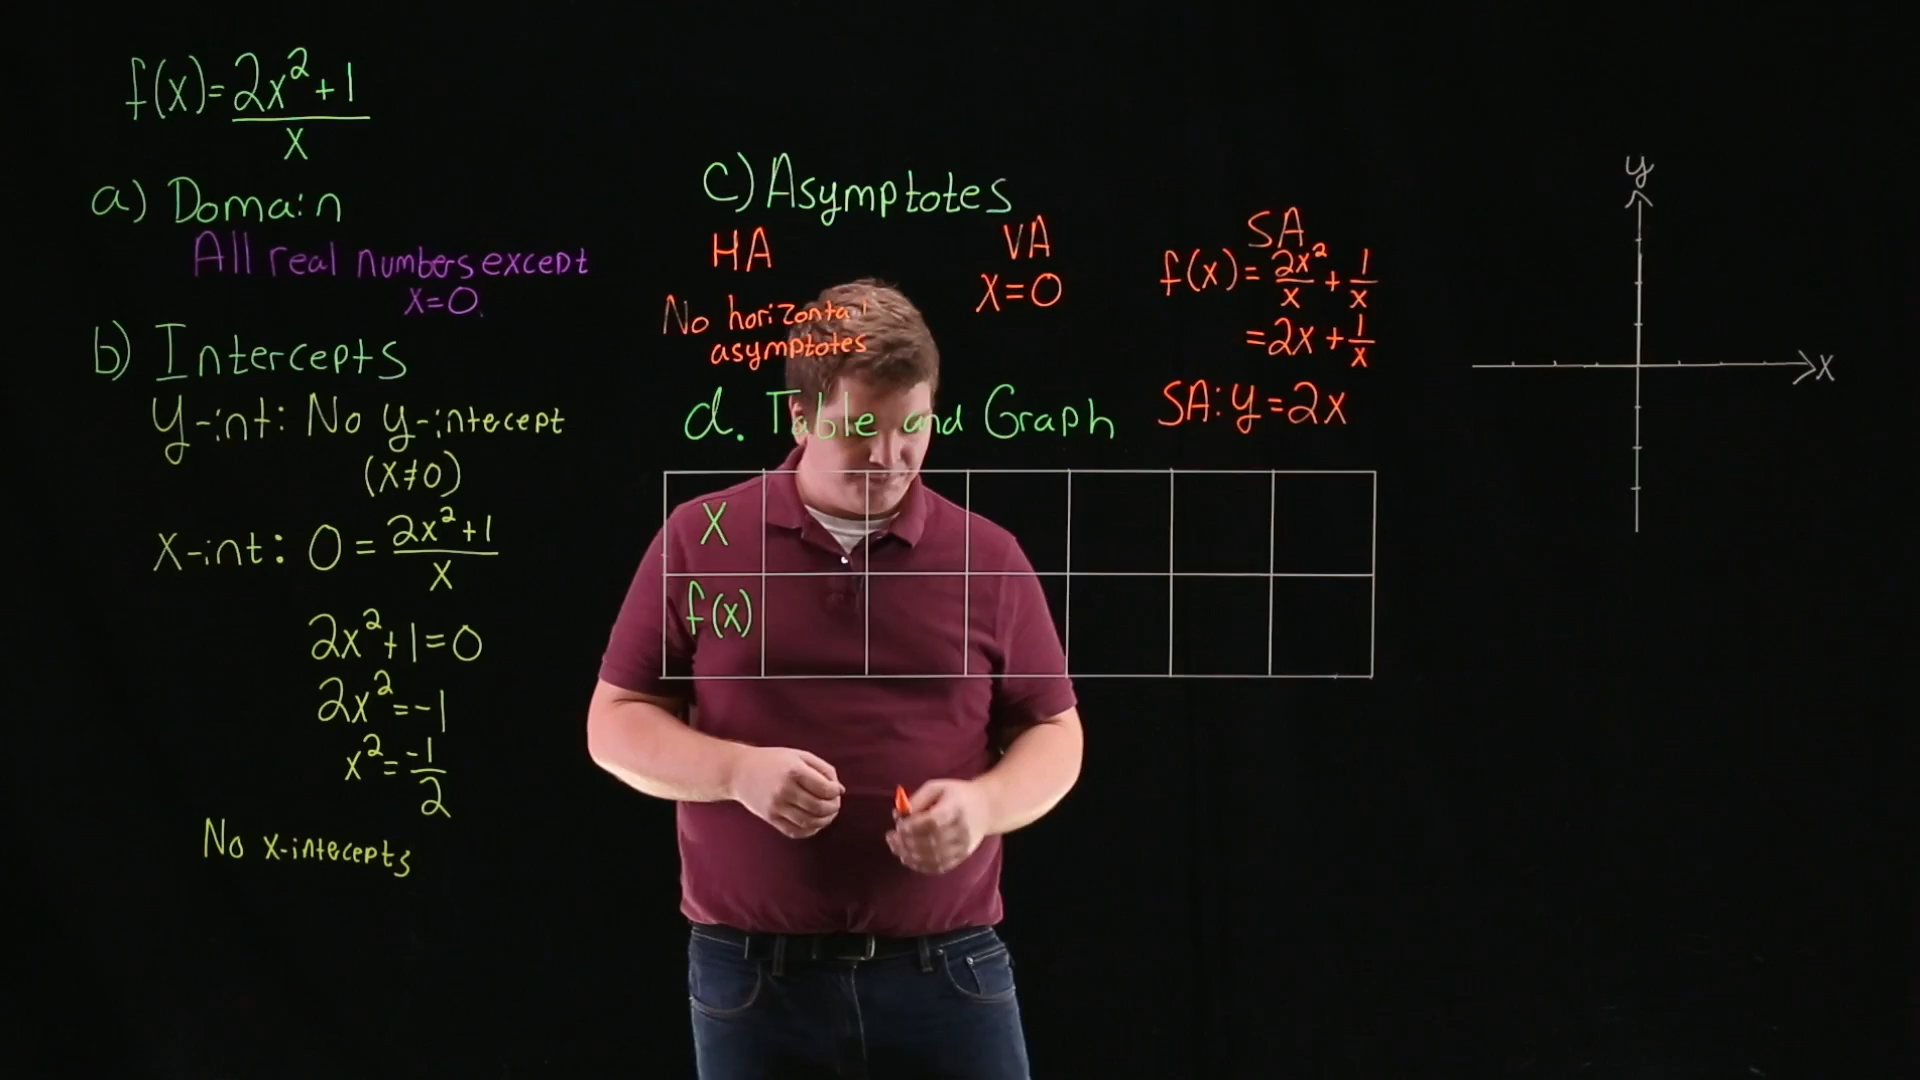 f(x)=2x²+1/x
a) Domain
All real numbers except
x=0
b) Intercepts
y-int: No y-intercept
(x≠0)
x-int: 0=2x²+1/x
2x²+1=0
2x²=-1
x²=-1/2
No x-intecepts
c) Asymptotes
HA
No horizontal
asymptotes
VA
x=0
SA
f(x)=2x²/x+1/x
=2x+1/x
SA: y=2x
d. Table and Graph
x
f(x)
y
x